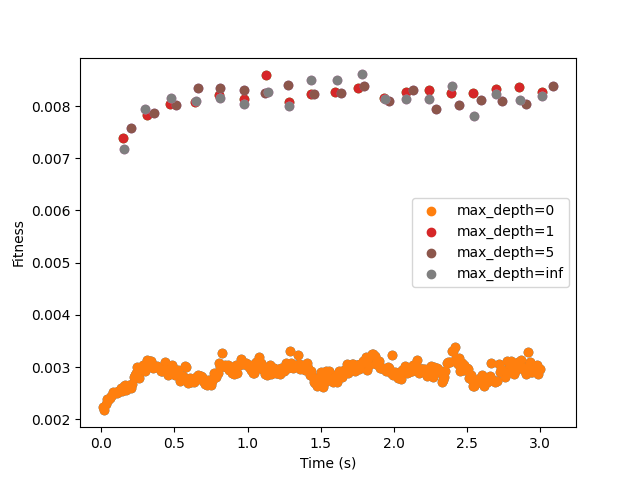 0.008
0.007
0.006
0.005
0.004
0.003
0.002
Fitness
max_depth=0
max_depth=1
max_depth=5
max_depth=inf
0.0 0.5 1.0 1.5 2.0 2.5 3.0
Time (s)